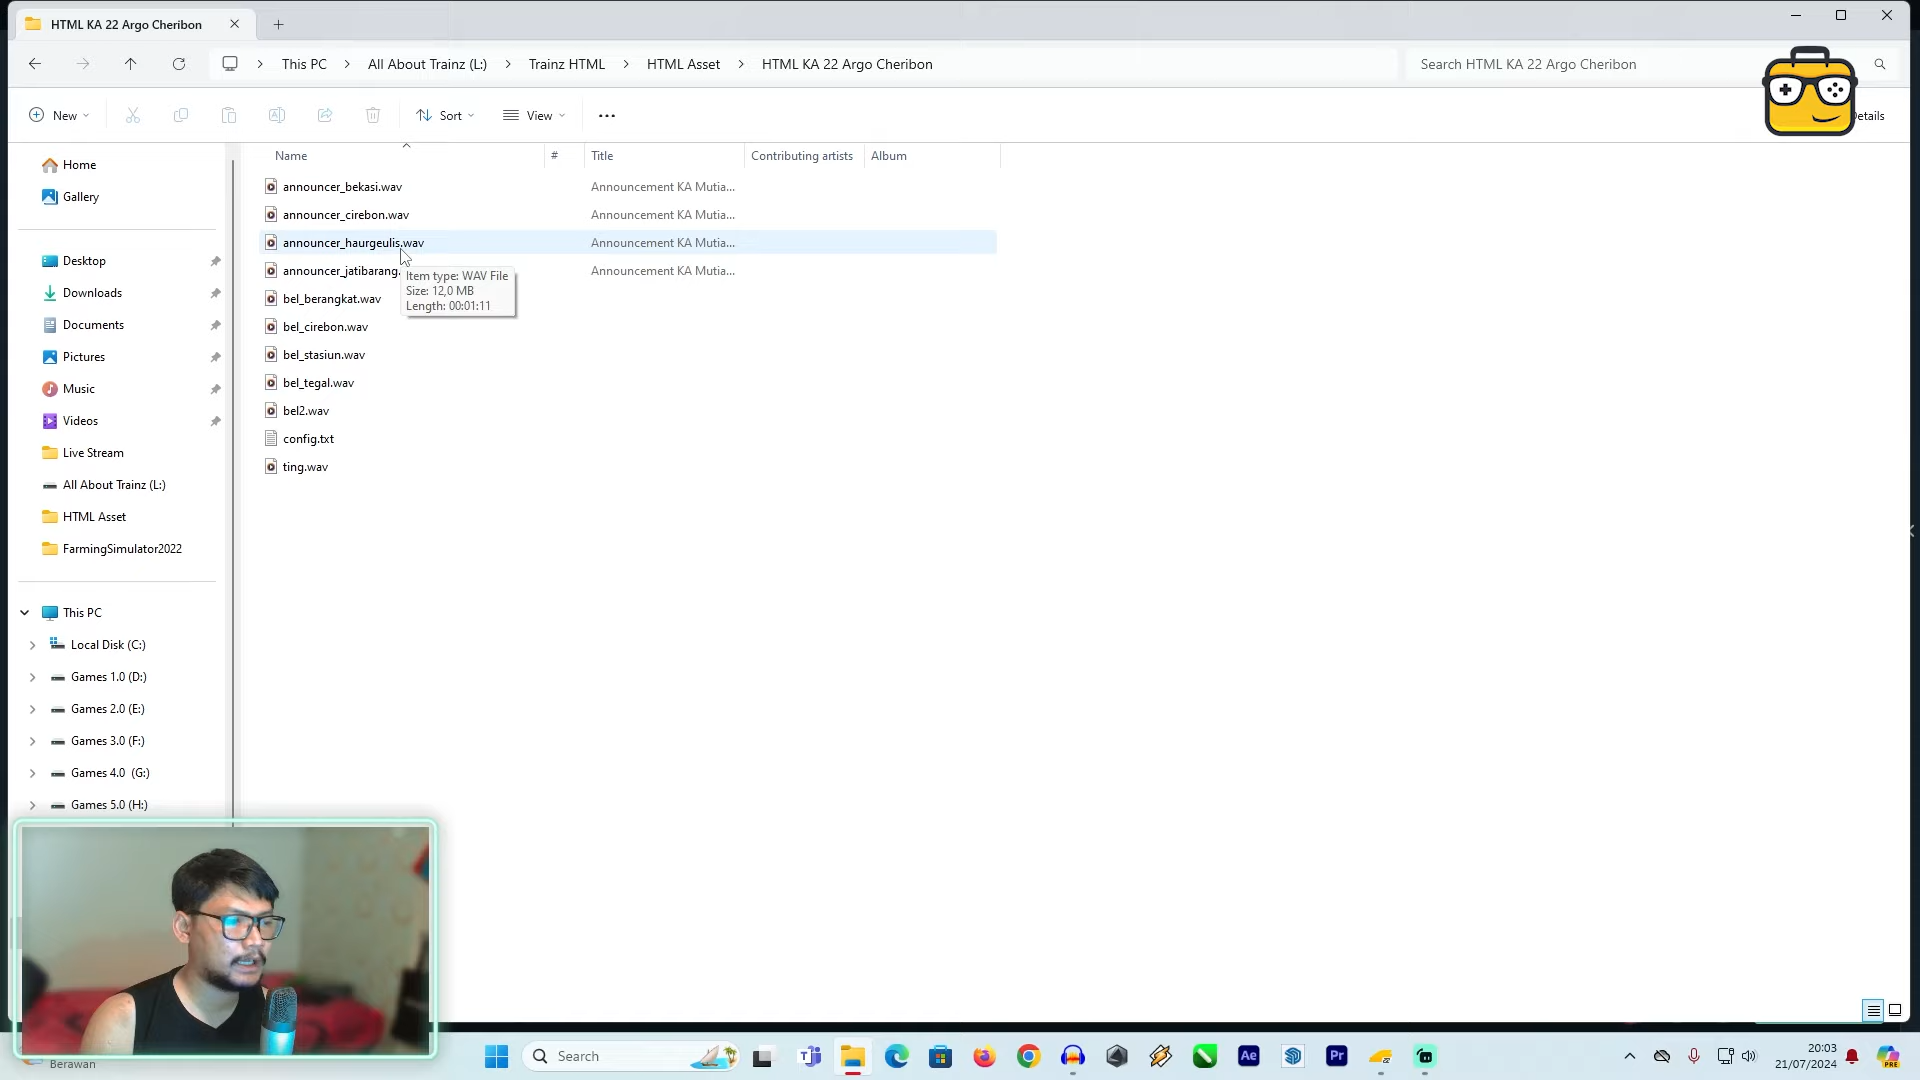 HTML KA 22 Argo Cheribon
This PC
All About Trainz (L:)
Trainz HTML
HTML Asset
HTML KA 22 Argo Cheribon
Search HTML KA 22 Argo Cheribon
New
Sort
View
Details
Name
#
Title
Contributing artists
Album
announcer_bekasi.wav
Announcement KA Mutia...
announcer_cirebon.wav
Announcement KA Mutia...
announcer_haurgeulis.wav
Announcement KA Mutia...
announcer_jatibarang.
Announcement KA Mutia...
bel_berangkat.wav
bel_cirebon.wav
bel_stasiun.wav
bel_tegal.wav
bel2.wav
config.txt
ting.wav
Item type: WAV File
Size: 12,0 MB
Length: 00:01:11
Home
Gallery
Desktop
Downloads
Documents
Pictures
Music
Videos
Live Stream
All About Trainz (L:)
HTML Asset
FarmingSimulator2022
This PC
Local Disk (C:)
Games 1.0 (D:)
Games 2.0 (E:)
Games 3.0 (F:)
Games 4.0 (G:)
Games 5.0 (H:)
Berawan
Search
Ae
Pr
20:03
21/07/2024
PRE